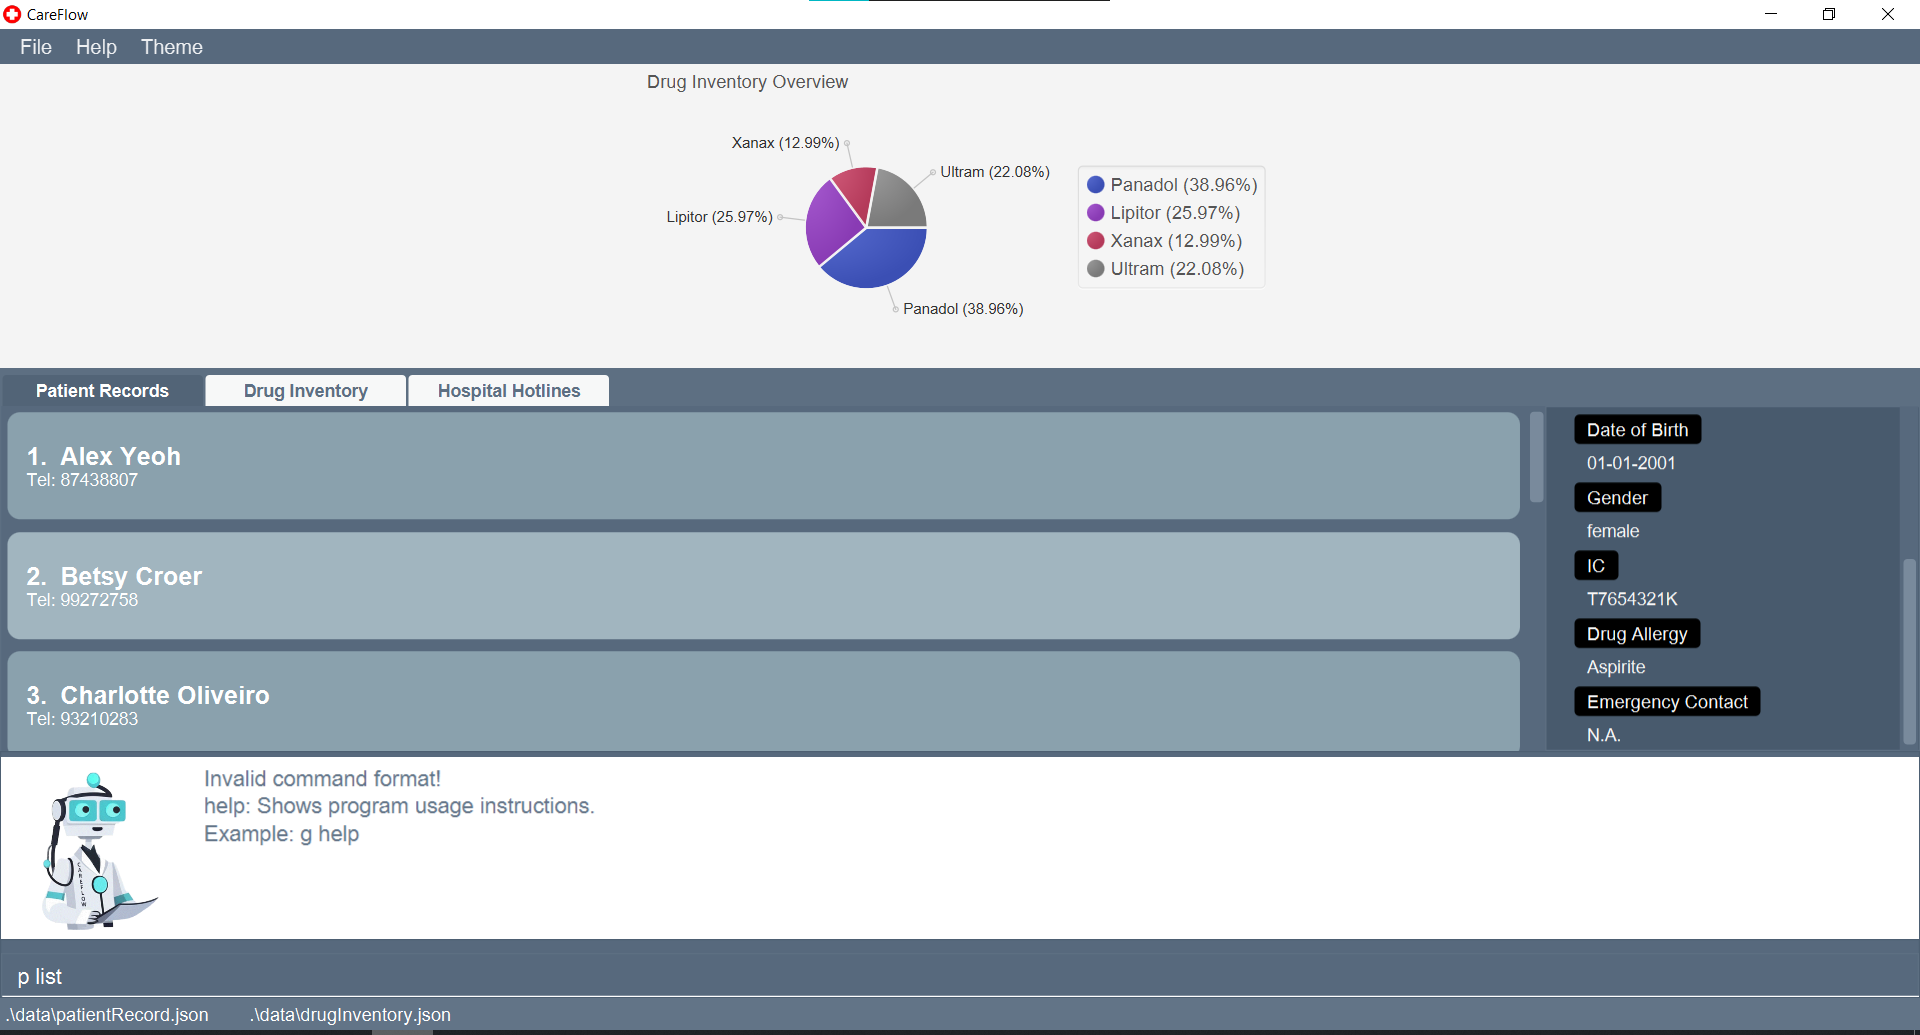 CareFlow
File Help Theme
Drug Inventory Overview
Xanax (12.99%)
Ultram (22.08%)
Lipitor (25.97%)
Panadol (38.96%)
Panadol (38.96%)
Lipitor (25.97%)
Xanax (12.99%)
Ultram (22.08%)
Patient Records Drug Inventory Hospital Hotlines
1. Alex Yeoh
Tel: 87438807
2. Betsy Croer
Tel: 99272758
3. Charlotte Oliveiro
Tel: 93210283
Date of Birth
01-01-2001
Gender
female
IC
T7654321K
Drug Allergy
Aspirite
Emergency Contact
N.A.
CAREFLOW
Invalid command format!
help: Shows program usage instructions.
Example: g help
p list
.\data\patientRecord.json .\data\drugInventory.json